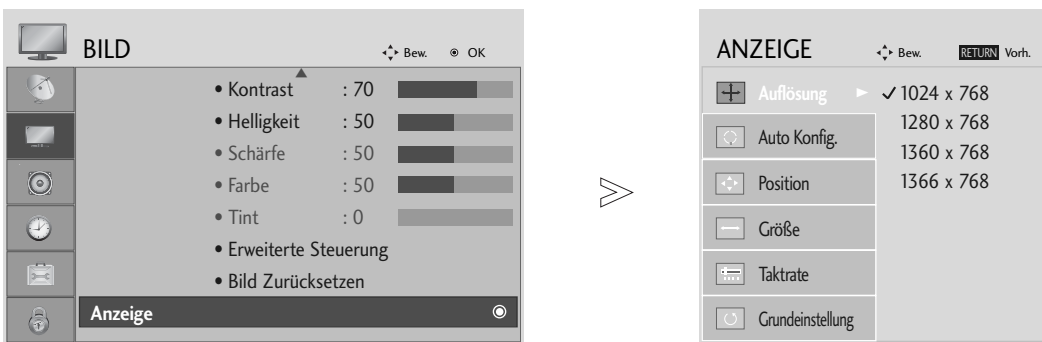 BILD
Bew. OK
• Kontrast : 70
• Helligkeit : 50
• Schärfe : 50
• Farbe : 50
• Tint : 0
• Erweiterte Steuerung
• Bild Zurücksetzen
Anzeige
ANZEIGE
Bew. RETURN Vorh.
Auflösung
✓ 1024 x 768
1280 x 768
1360 x 768
1366 x 768
Auto Konfig.
Position
Größe
Taktrate
Grundeinstellung